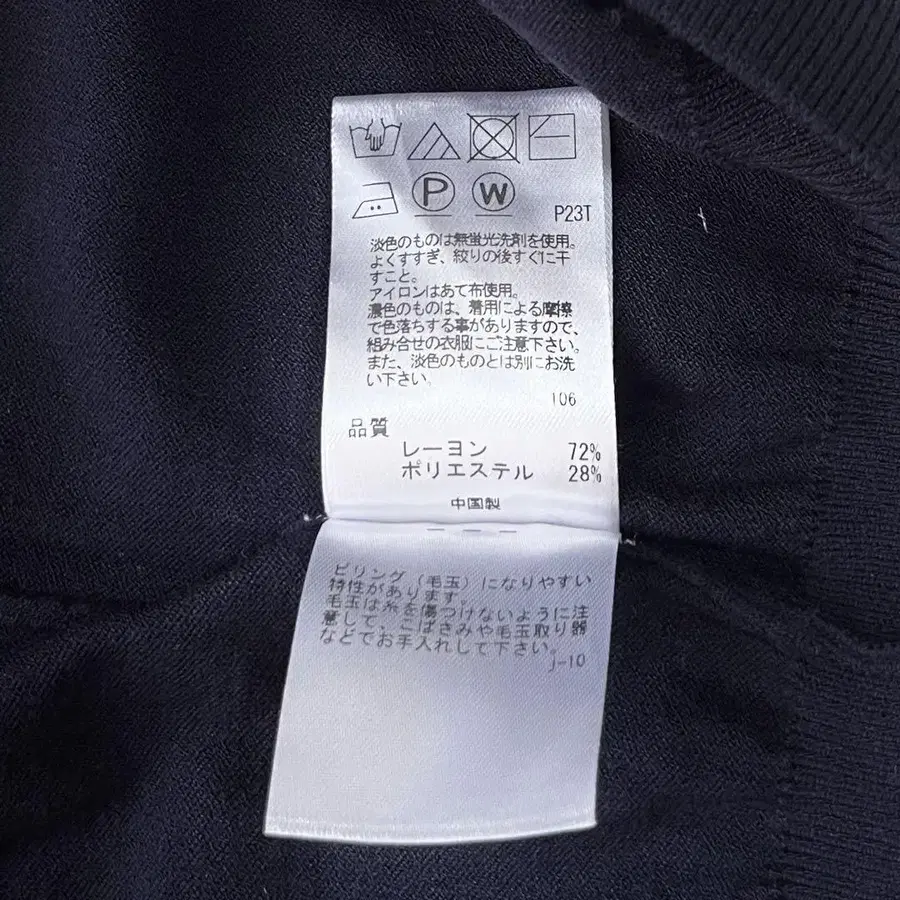 P
W
P23T
淡色のものは無蛍光洗剤を使用。
よくすすぎ、絞りの後すぐに干
すこと。
アイロンはあて布使用。
濃色のものは、着用による摩擦
で色落ちする事がありますので、
組み合せの衣服にご注意下さい。
また、淡色のものとは別にお洗
い下さい。
106
品質
レーヨン 72%
ポリエステル 28%
中国製
ピリング(毛玉)になりやすい
特性があります。
毛玉は糸を傷つけないように注
意して、こばさみや毛玉取り器
などでお手入れして下さい。
j-10